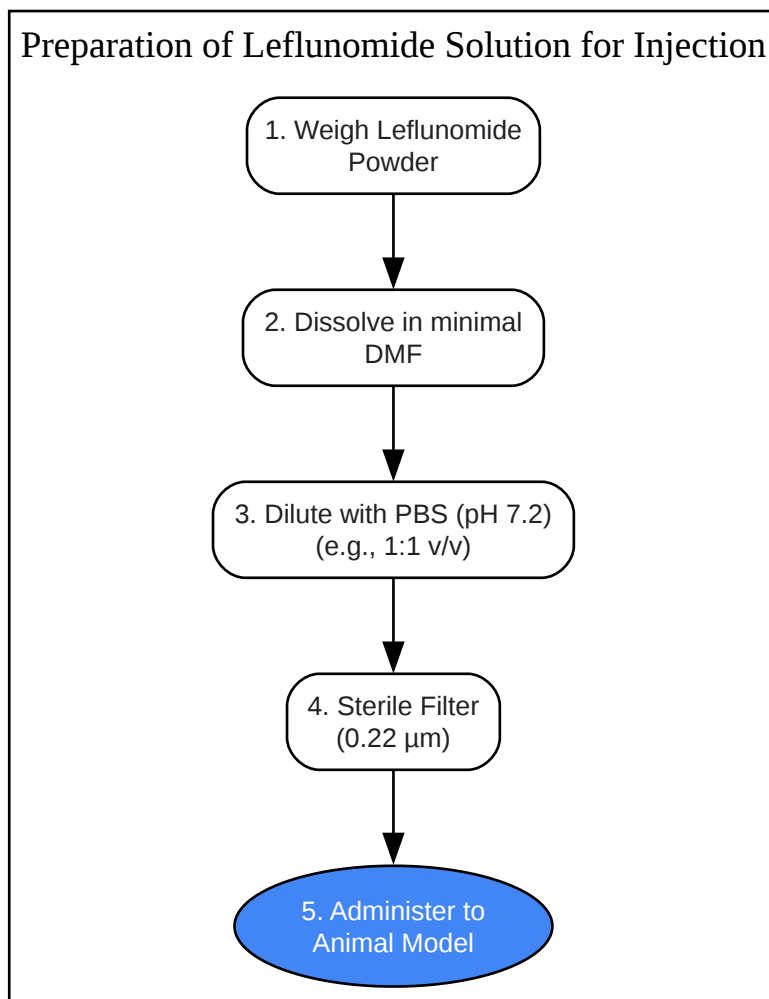 Preparation of Leflunomide Solution for Injection
1. Weigh Leflunomide
Powder
2. Dissolve in minimal
DMF
3. Dilute with PBS (pH 7.2)
(e.g., 1:1 v/v)
4. Sterile Filter
(0.22 µm)
5. Administer to
Animal Model